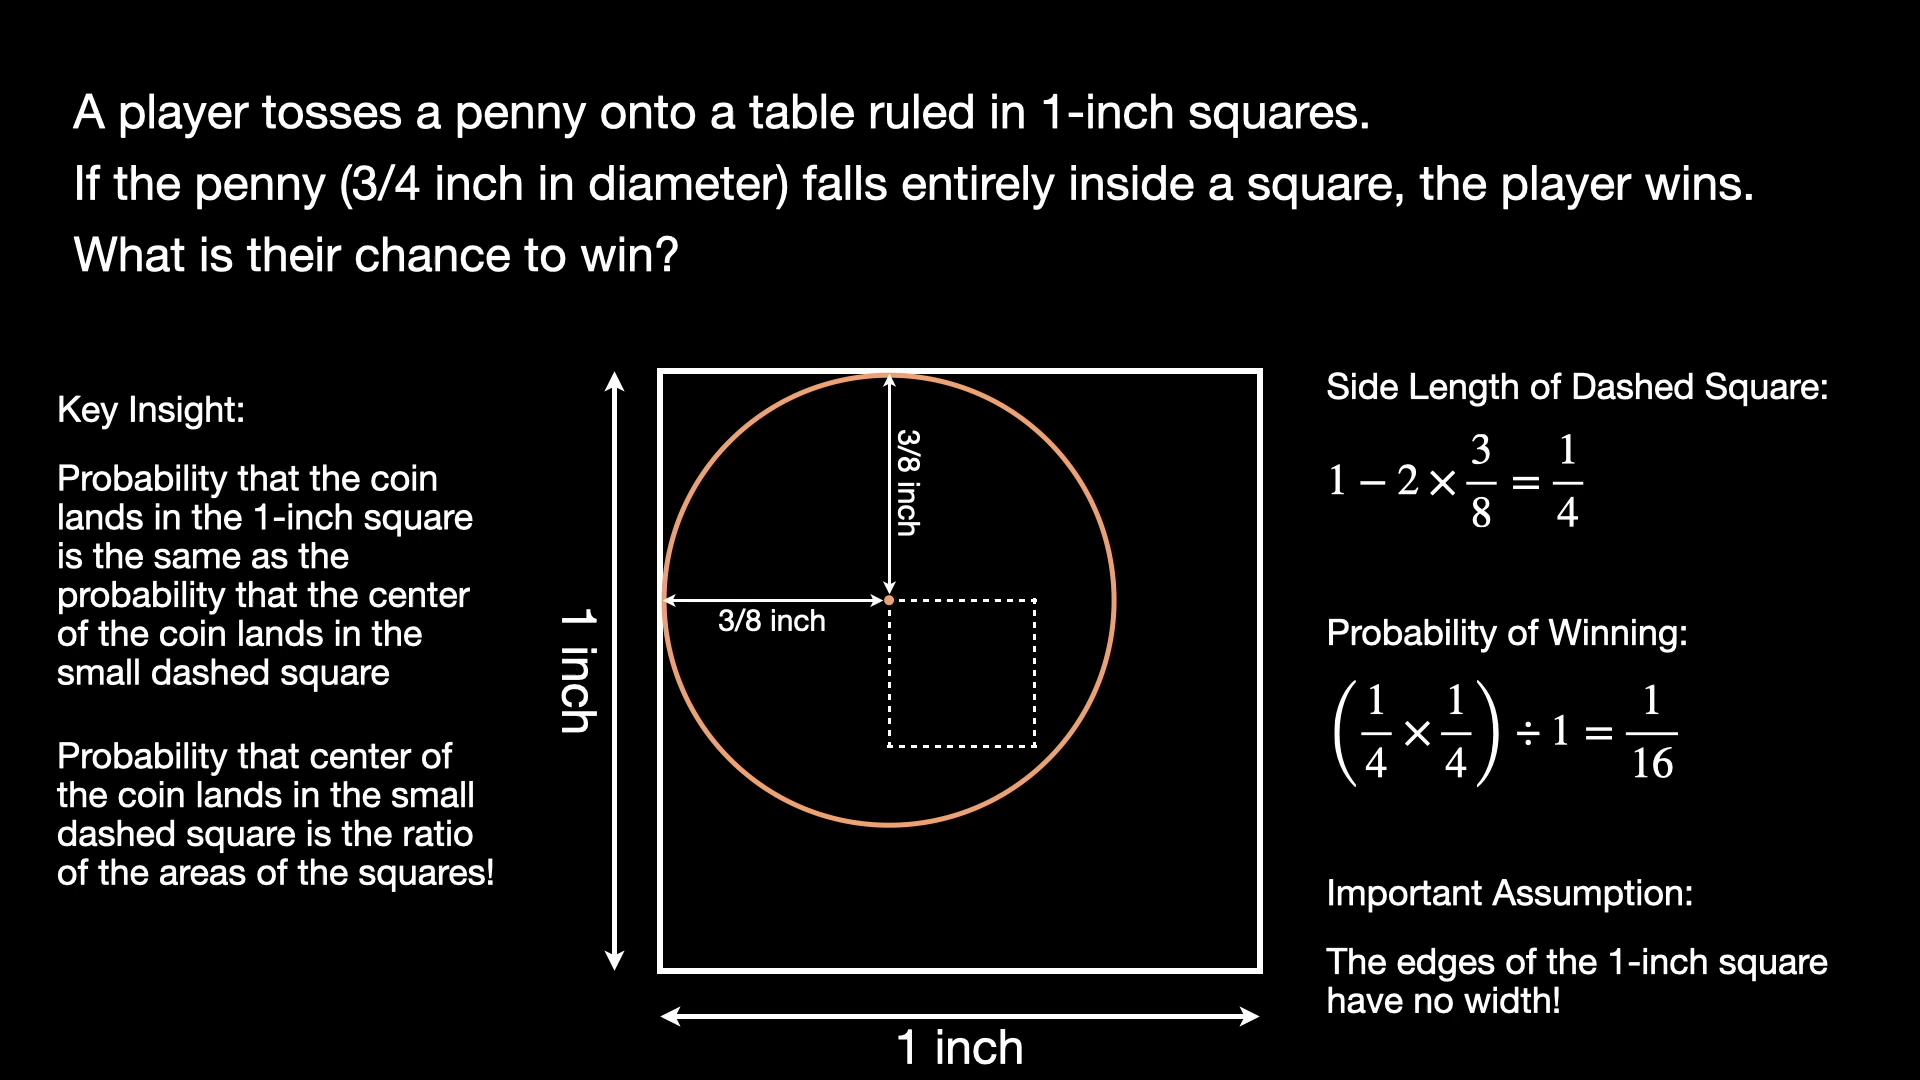 A player tosses a penny onto a table ruled in 1-inch squares.
If the penny (3/4 inch in diameter) falls entirely inside a square, the player wins.
What is their chance to win?
Key Insight:
Probability that the coin
lands in the 1-inch square
is the same as the
probability that the center
of the coin lands in the
small dashed square
Probability that center of
the coin lands in the small
dashed square is the ratio
of the areas of the squares!
1 inch
3/8 inch
3/8 inch
1 inch
Side Length of Dashed Square:
1 − 2 × 3/8 = 1/4
Probability of Winning:
(1/4 × 1/4) ÷ 1 = 1/16
Important Assumption:
The edges of the 1-inch square
have no width!